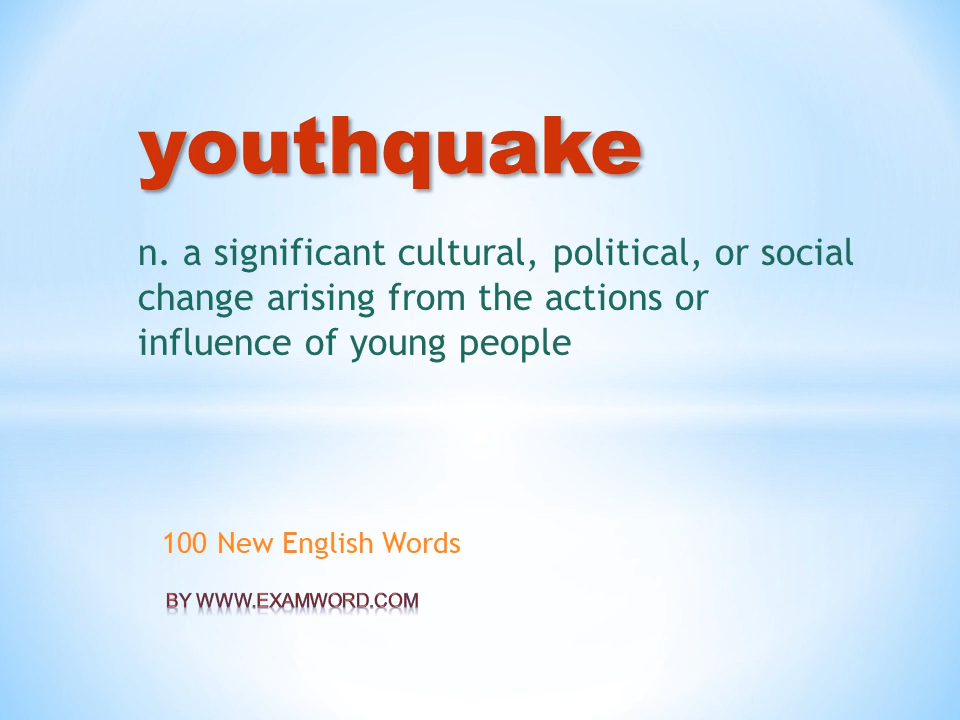 youthquake
n. a significant cultural, political, or social
change arising from the actions or
influence of young people
100 New English Words
BY WWW.EXAMWORD.COM